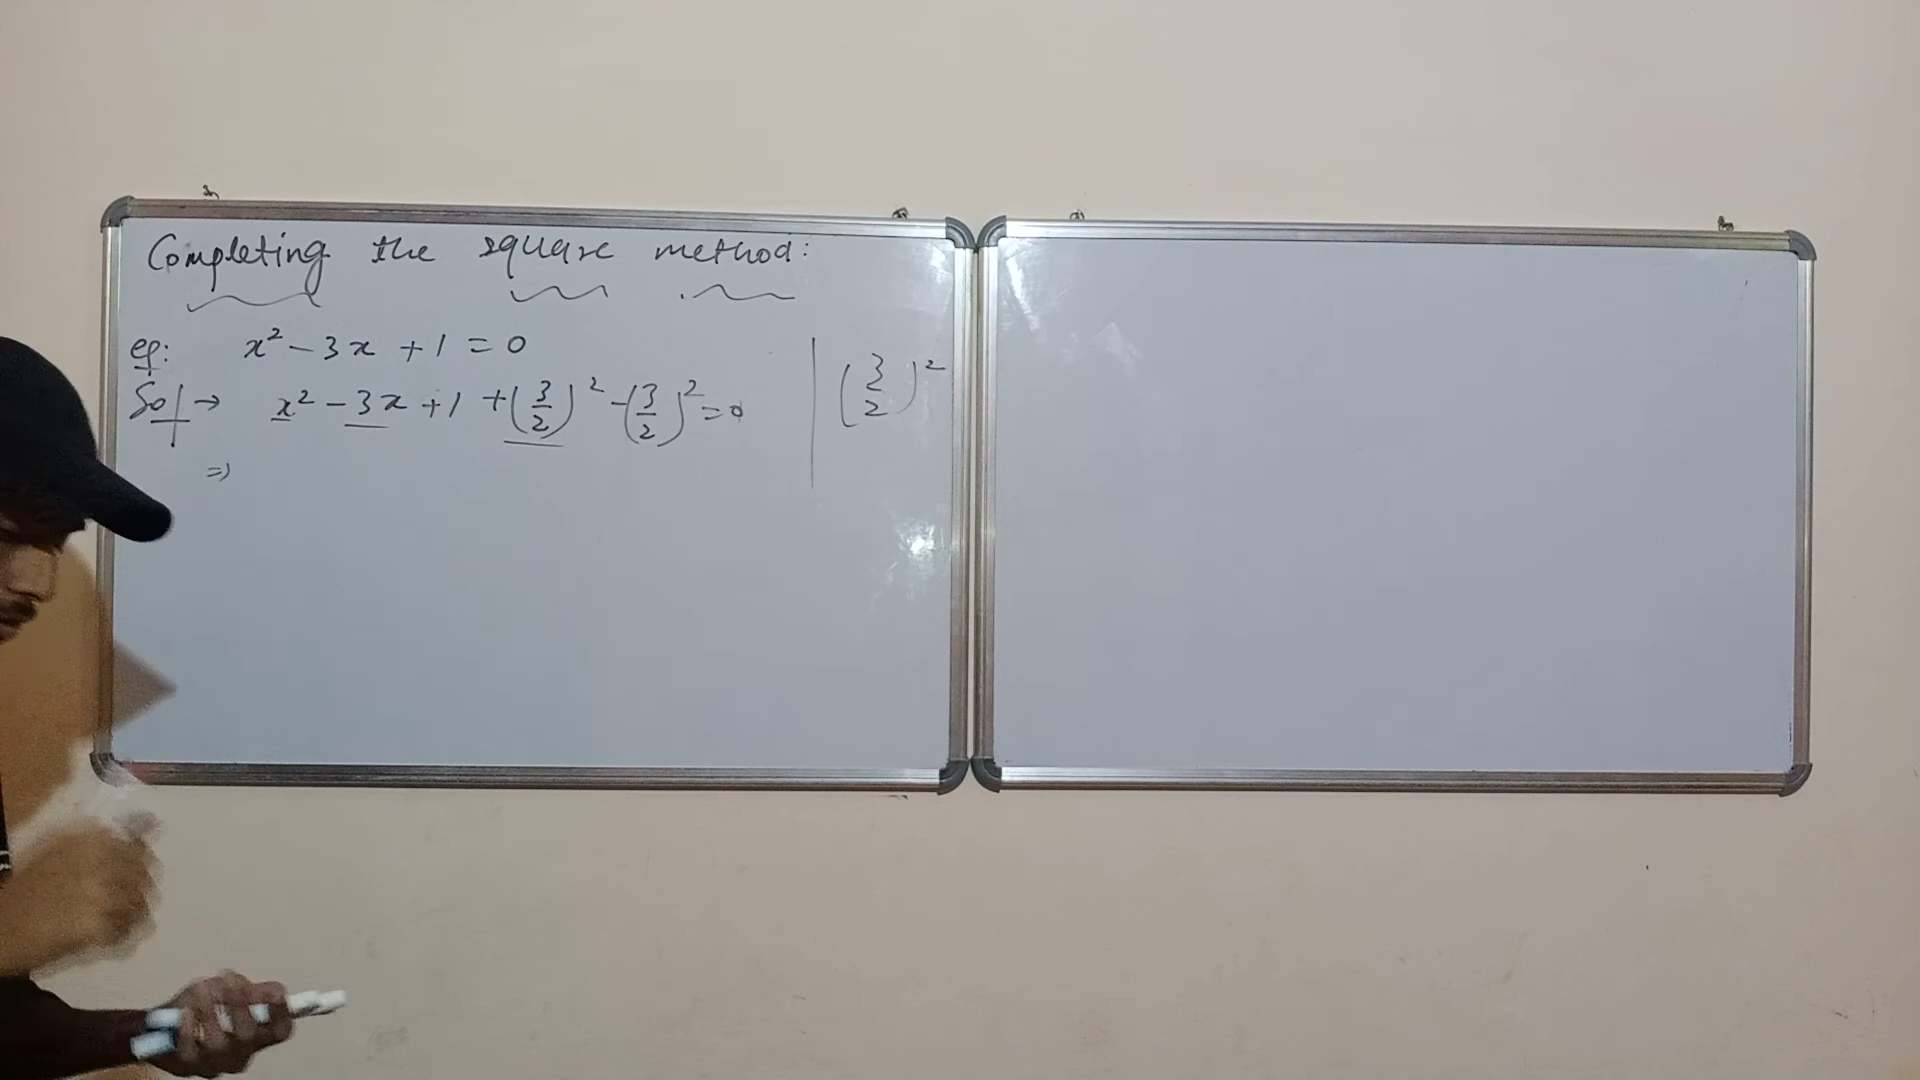 Completing the square method:
eg: x² - 3x + 1 = 0
Sol → x² - 3x + 1 + (3/2)² - (3/2)² = 0
(3/2)²
⇒